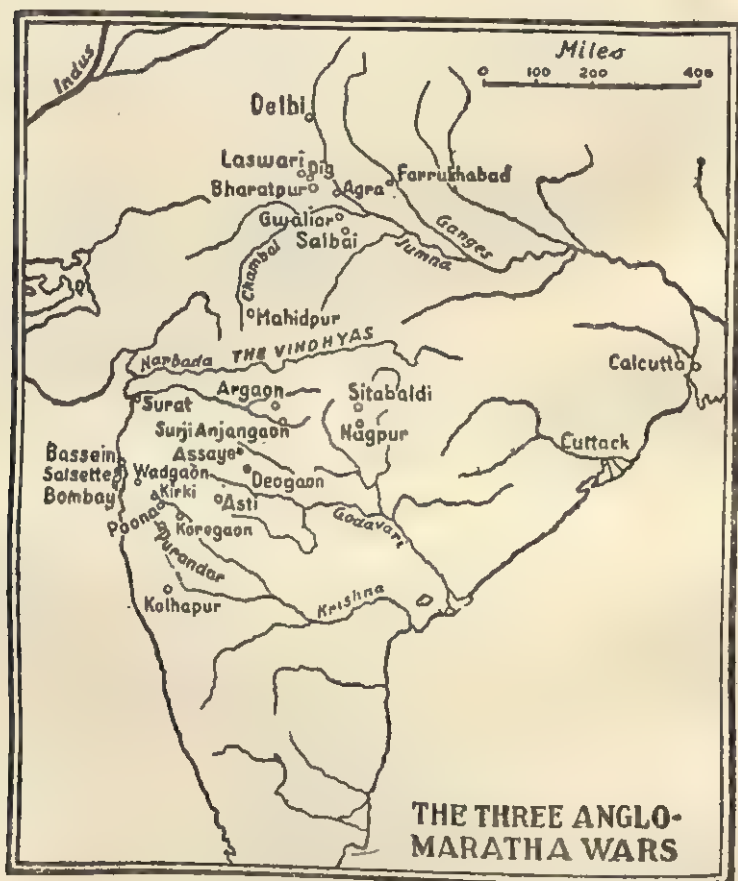 Miles
0 100 200 400
Indus
Delhi
Laswari
Dig
Bharatpur
Agra
Farrukhabad
Gwalior
Salbai
Chambal
Jumna
Ganges
Mahidpur
Narbada
THE VINDHYAS
Calcutta
Surat
Argaon
Sitabaldi
Surji Anjangaon
Nagpur
Assaye
Cuttack
Bassein
Salsette
Wadgaon
Deogaon
Bombay
Kirki
Asti
Poona
Koregaon
Godavari
Purandar
Kolhapur
Krishna
THE THREE ANGLO-
MARATHA WARS